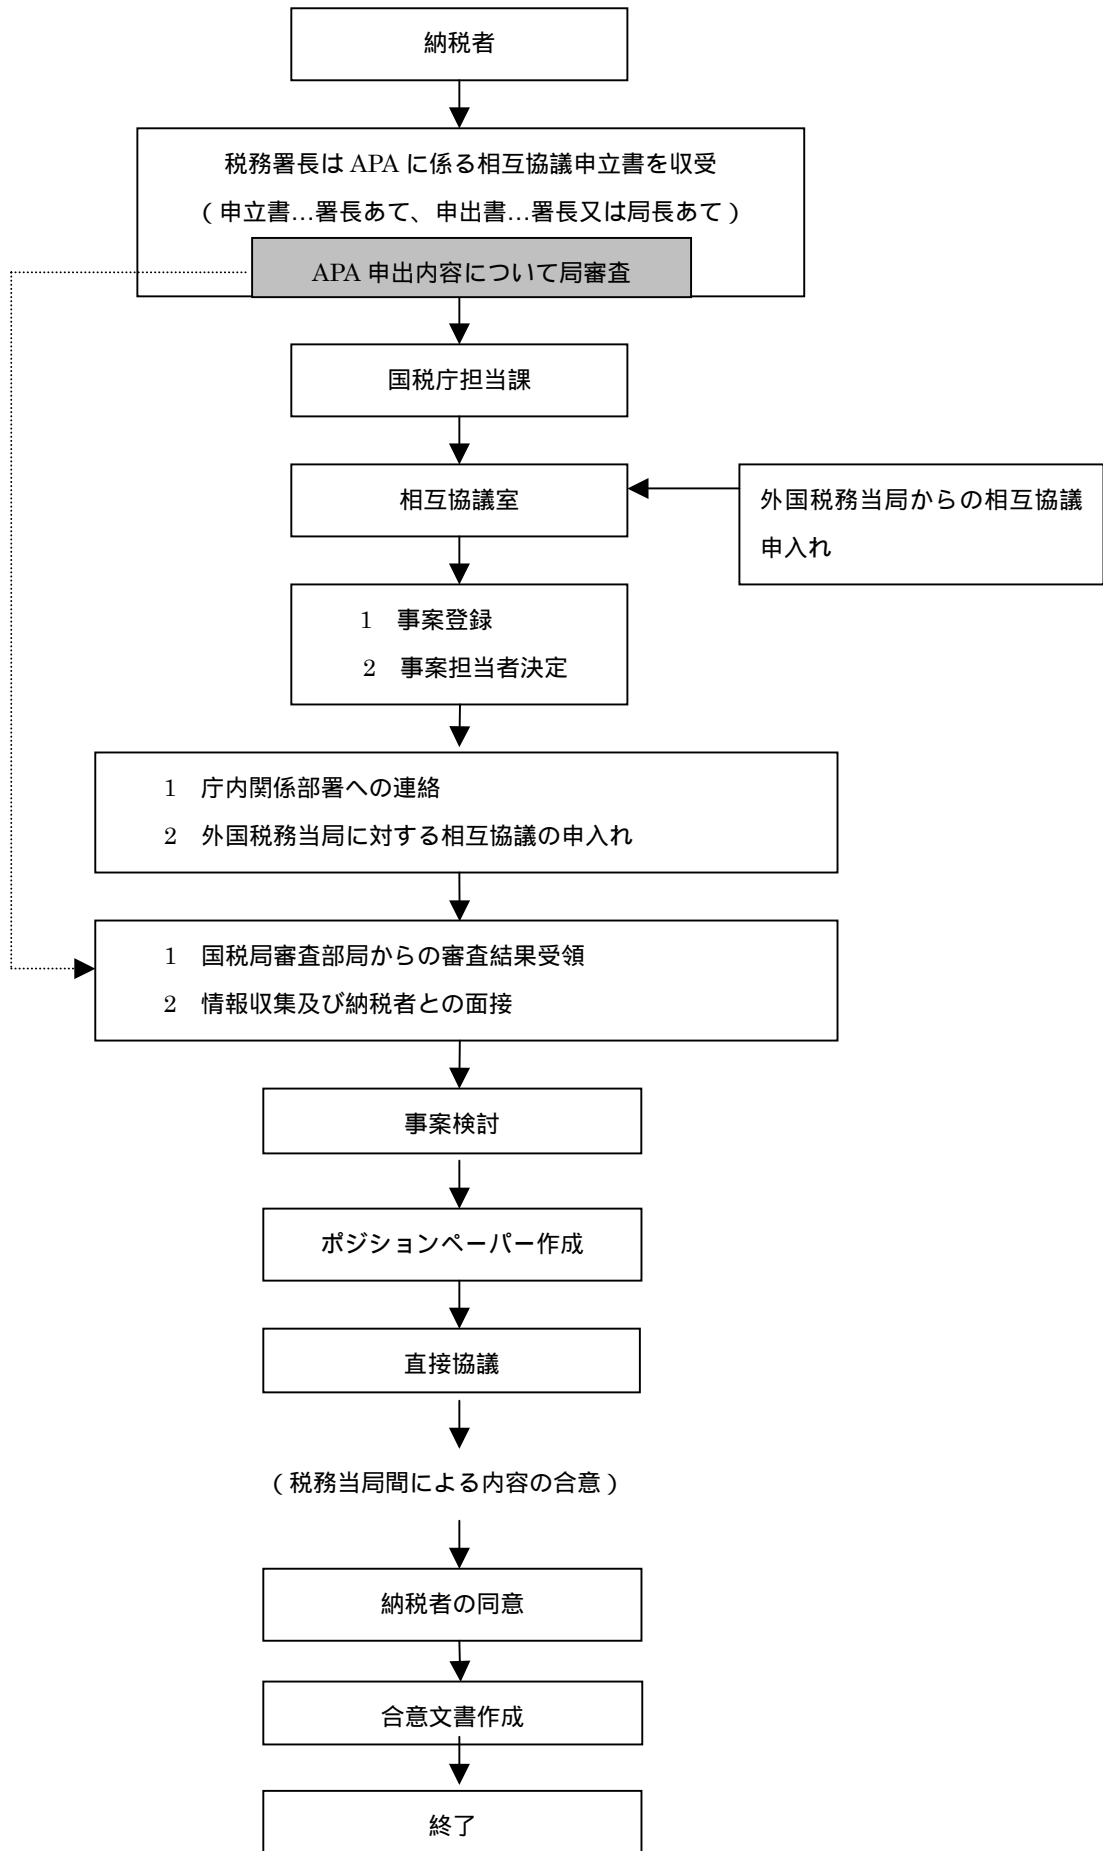 納税者
税務署長は APA に係る相互協議申立書を収受
（申立書…署長あて、申出書…署長又は局長あて）
APA 申出内容について局審査
国税庁担当課
相互協議室
外国税務当局からの相互協議
申入れ
1 事案登録
2 事案担当者決定
1 庁内関係部署への連絡
2 外国税務当局に対する相互協議の申入れ
1 国税局審査部局からの審査結果受領
2 情報収集及び納税者との面接
事案検討
ポジションペーパー作成
直接協議
（税務当局間による内容の合意）
納税者の同意
合意文書作成
終了